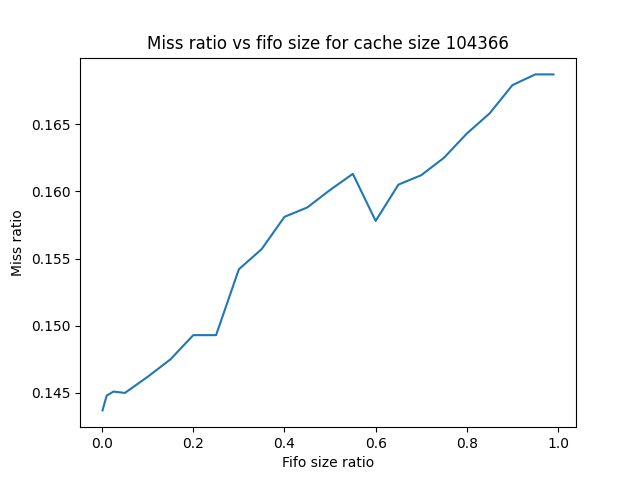 Miss ratio vs fifo size for cache size 104366
Miss ratio
0.165
0.160
0.155
0.150
0.145
0.0 0.2 0.4 0.6 0.8 1.0
Fifo size ratio